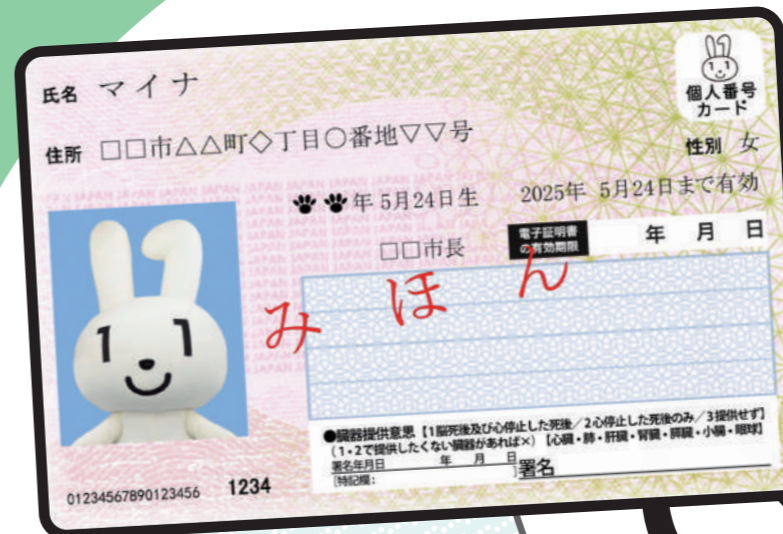 氏名 マイナ
個人番号
カード
住所 □□市△△町◇丁目○番地▽▽号
性別 女
年 5月24日生 2025年 5月24日まで有効
□□市長 電子証明書
の有効期限 年 月 日
みほん
JAPAN JAPAN JAPAN JAPAN JAPAN
●臓器提供意思【1脳死後及び心停止した死後/2心停止した死後のみ/3提供せず】
(1・2で提供したくない臓器があれば×)【心臓・肺・肝臓・腎臓・膵臓・小腸・眼球】
署名年月日 年 月 日
[特記欄: ] 署名
01234567890123456 1234